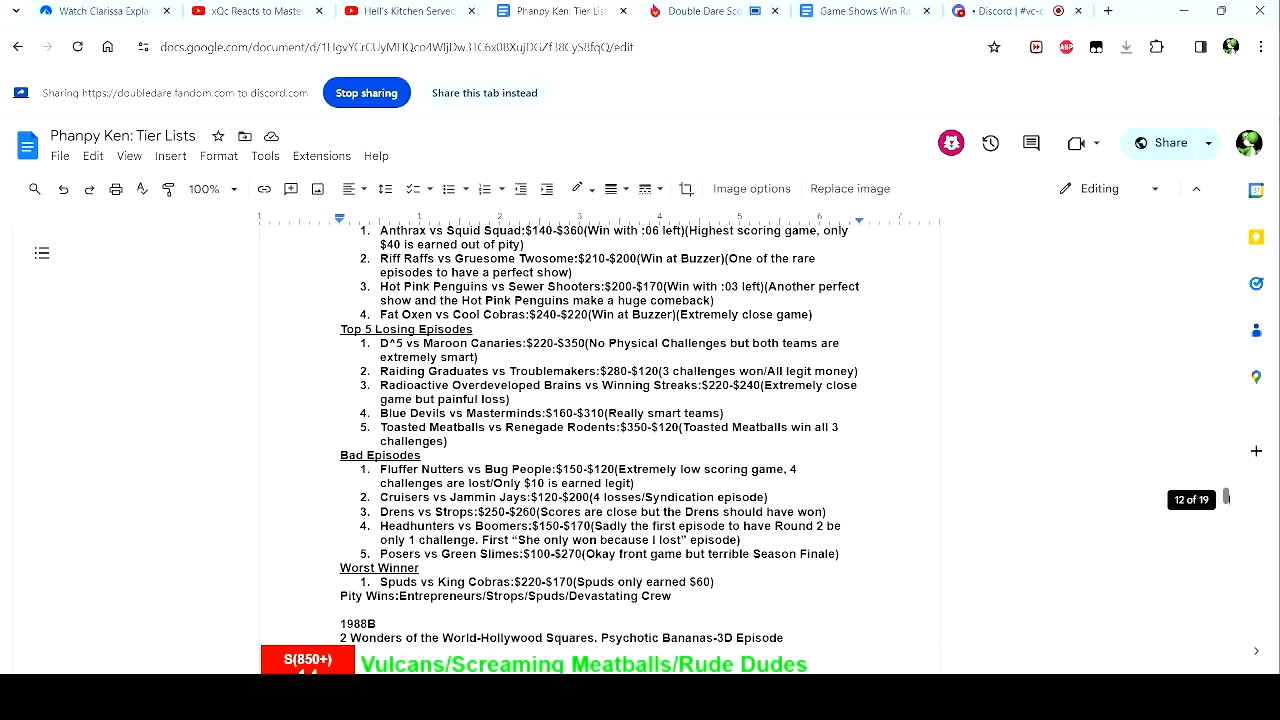 Watch Clarissa Expla
xQc Reacts to Master
Hell's Kitchen Served
Phanpy Ken: Tier List
Double Dare Sco
Game Shows Win Ra
• Discord | #vc-c
Sharing https://doubledare.fandom.com to discord.com
Stop sharing
Share this tab instead
Phanpy Ken: Tier Lists
File Edit View Insert Format Tools Extensions Help
Share
100%
Image options
Replace image
Editing
1 1 2 3 4 5 6 7
1. Anthrax vs Squid Squad:$140-$360(Win with :06 left)(Highest scoring game, only
$40 is earned out of pity)
2. Riff Raffs vs Gruesome Twosome:$210-$200(Win at Buzzer)(One of the rare
episodes to have a perfect show)
3. Hot Pink Penguins vs Sewer Shooters:$200-$170(Win with :03 left)(Another perfect
show and the Hot Pink Penguins make a huge comeback)
4. Fat Oxen vs Cool Cobras:$240-$220(Win at Buzzer)(Extremely close game)
Top 5 Losing Episodes
1. D^5 vs Maroon Canaries:$220-$350(No Physical Challenges but both teams are
extremely smart)
2. Raiding Graduates vs Troublemakers:$280-$120(3 challenges won/All legit money)
3. Radioactive Overdeveloped Brains vs Winning Streaks:$220-$240(Extremely close
game but painful loss)
4. Blue Devils vs Masterminds:$160-$310(Really smart teams)
5. Toasted Meatballs vs Renegade Rodents:$350-$120(Toasted Meatballs win all 3
challenges)
Bad Episodes
1. Fluffer Nutters vs Bug People:$150-$120(Extremely low scoring game, 4
challenges are lost/Only $10 is earned legit)
2. Cruisers vs Jammin Jays:$120-$200(4 losses/Syndication episode)
3. Drens vs Strops:$250-$260(Scores are close but the Drens should have won)
4. Headhunters vs Boomers:$150-$170(Sadly the first episode to have Round 2 be
only 1 challenge. First “She only won because I lost” episode)
5. Posers vs Green Slimes:$100-$270(Okay front game but terrible Season Finale)
12 of 19
Worst Winner
1. Spuds vs King Cobras:$220-$170(Spuds only earned $60)
Pity Wins:Entrepreneurs/Strops/Spuds/Devastating Crew
1988B
2 Wonders of the World-Hollywood Squares. Psychotic Bananas-3D Episode
S(850+)
Vulcans/Screaming Meatballs/Rude Dudes